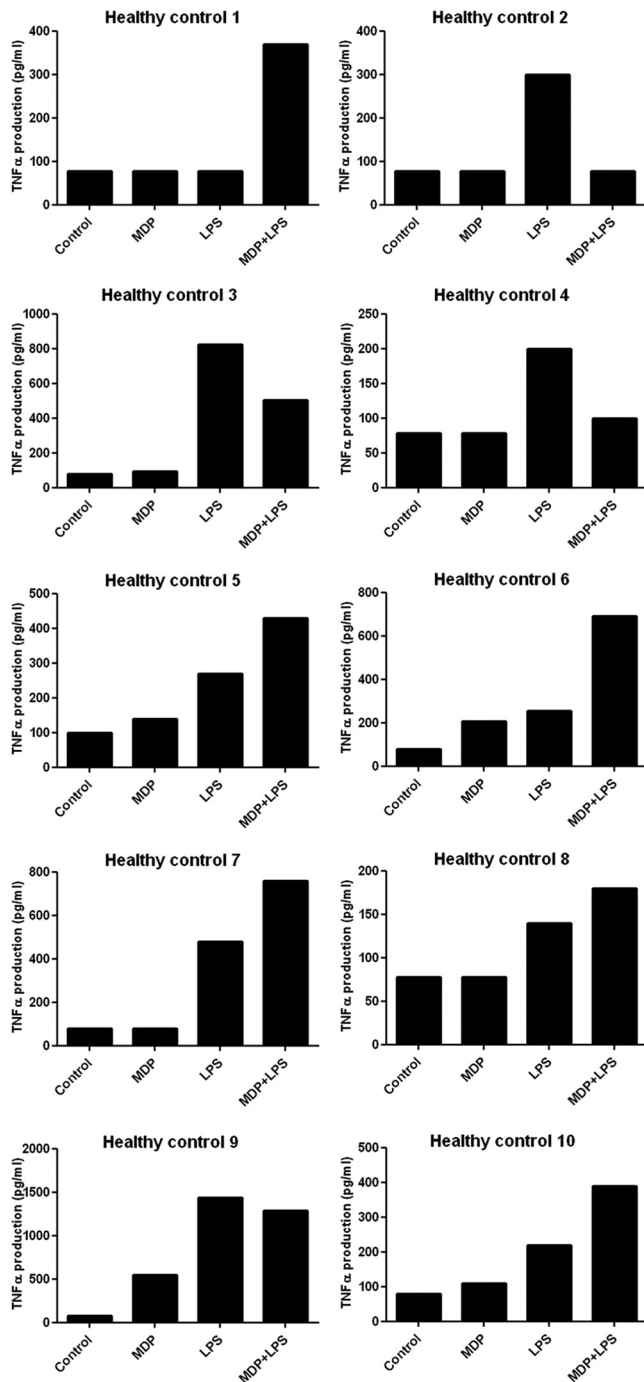 Healthy control 1
TNFα production (pg/ml)
400
300
200
100
0
Control
MDP
LPS
MDP+LPS
Healthy control 2
TNFα production (pg/ml)
400
300
200
100
0
Control
MDP
LPS
MDP+LPS
Healthy control 3
TNFα production (pg/ml)
1000
800
600
400
200
0
Control
MDP
LPS
MDP+LPS
Healthy control 4
TNFα production (pg/ml)
250
200
150
100
50
0
Control
MDP
LPS
MDP+LPS
Healthy control 5
TNFα production (pg/ml)
500
400
300
200
100
0
Control
MDP
LPS
MDP+LPS
Healthy control 6
TNFα production (pg/ml)
800
600
400
200
0
Control
MDP
LPS
MDP+LPS
Healthy control 7
TNFα production (pg/ml)
800
600
400
200
0
Control
MDP
LPS
MDP+LPS
Healthy control 8
TNFα production (pg/ml)
200
150
100
50
0
Control
MDP
LPS
MDP+LPS
Healthy control 9
TNFα production (pg/ml)
2000
1500
1000
500
0
Control
MDP
LPS
MDP+LPS
Healthy control 10
TNFα production (pg/ml)
500
400
300
200
100
0
Control
MDP
LPS
MDP+LPS